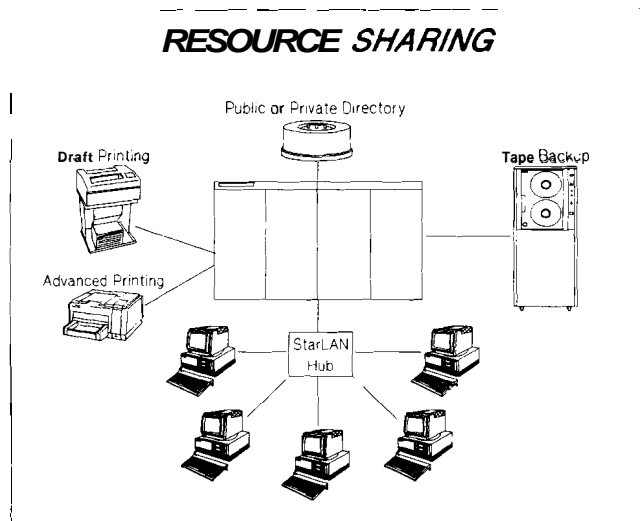 RESOURCE SHARING
Public or Private Directory
Draft Printing
Tape Backup
Advanced Printing
StarLAN
Hub